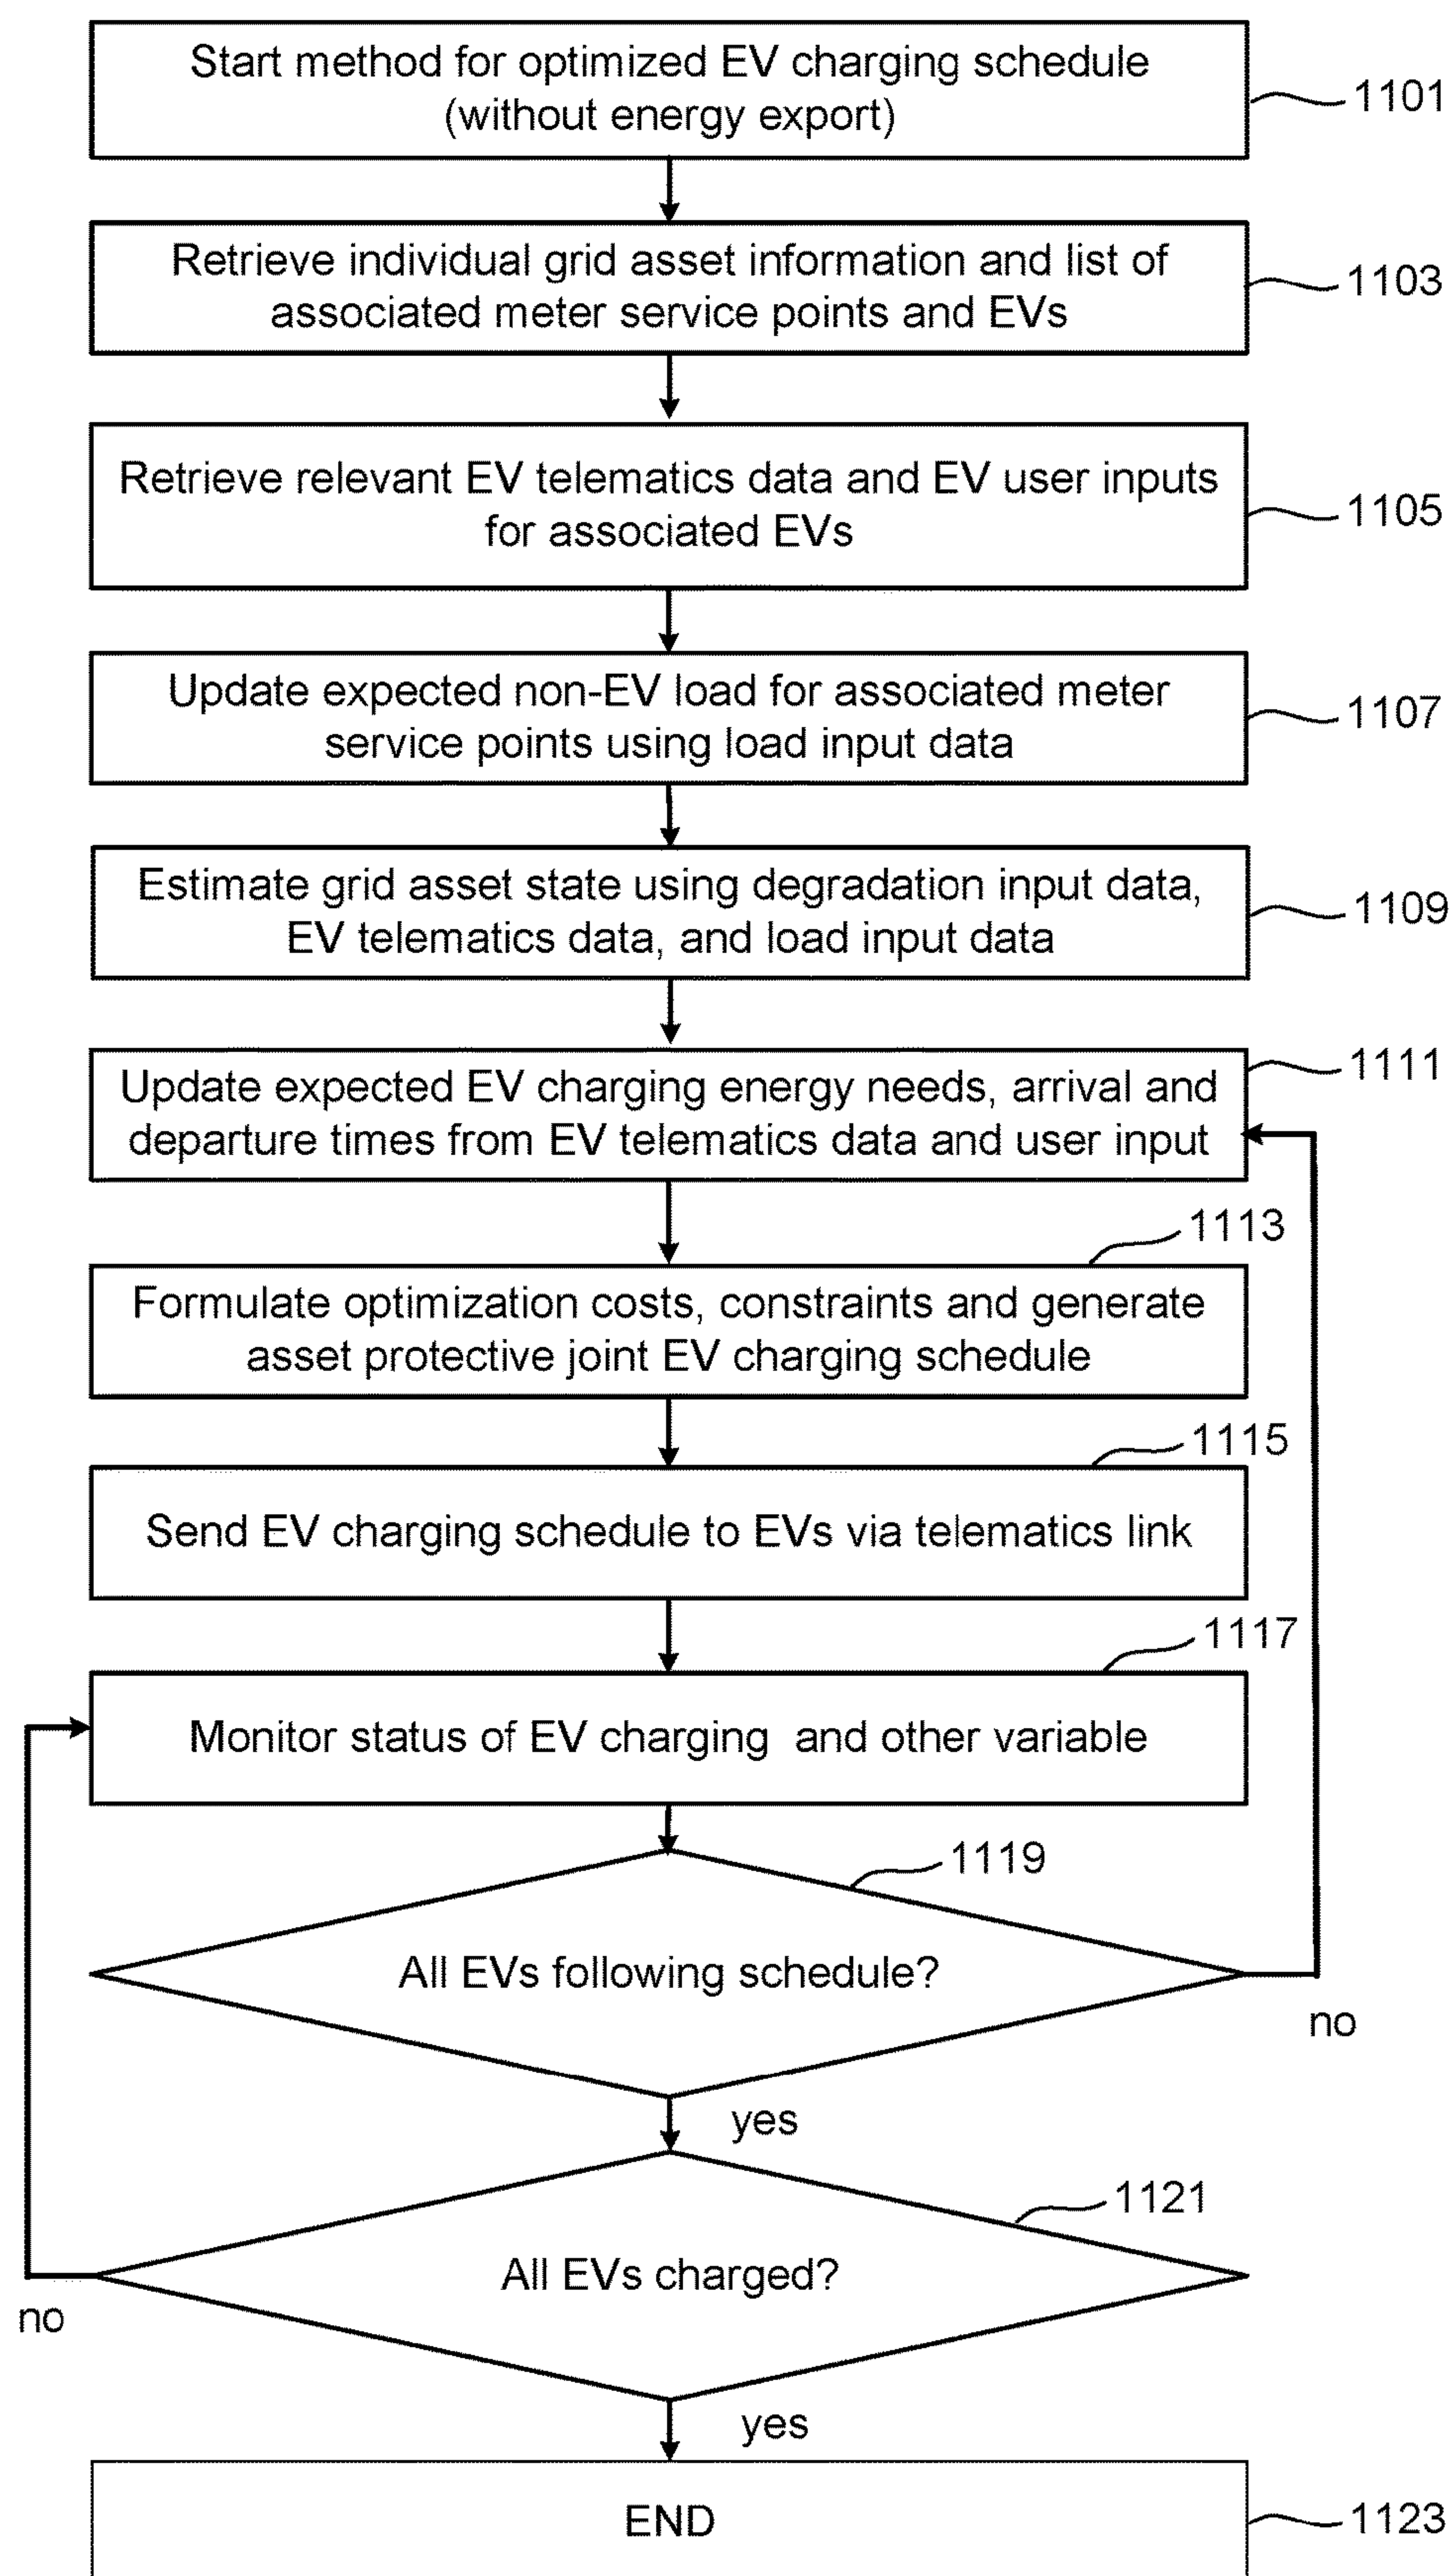 Start method for optimized EV charging schedule
(without energy export)
1101
Retrieve individual grid asset information and list of
associated meter service points and EVs
1103
Retrieve relevant EV telematics data and EV user inputs
for associated EVs
1105
Update expected non-EV load for associated meter
service points using load input data
1107
Estimate grid asset state using degradation input data,
EV telematics data, and load input data
1109
Update expected EV charging energy needs, arrival and
departure times from EV telematics data and user input
1111
1113
Formulate optimization costs, constraints and generate
asset protective joint EV charging schedule
1115
Send EV charging schedule to EVs via telematics link
1117
Monitor status of EV charging  and other variable
1119
All EVs following schedule?
no
yes
1121
All EVs charged?
no
yes
END
1123